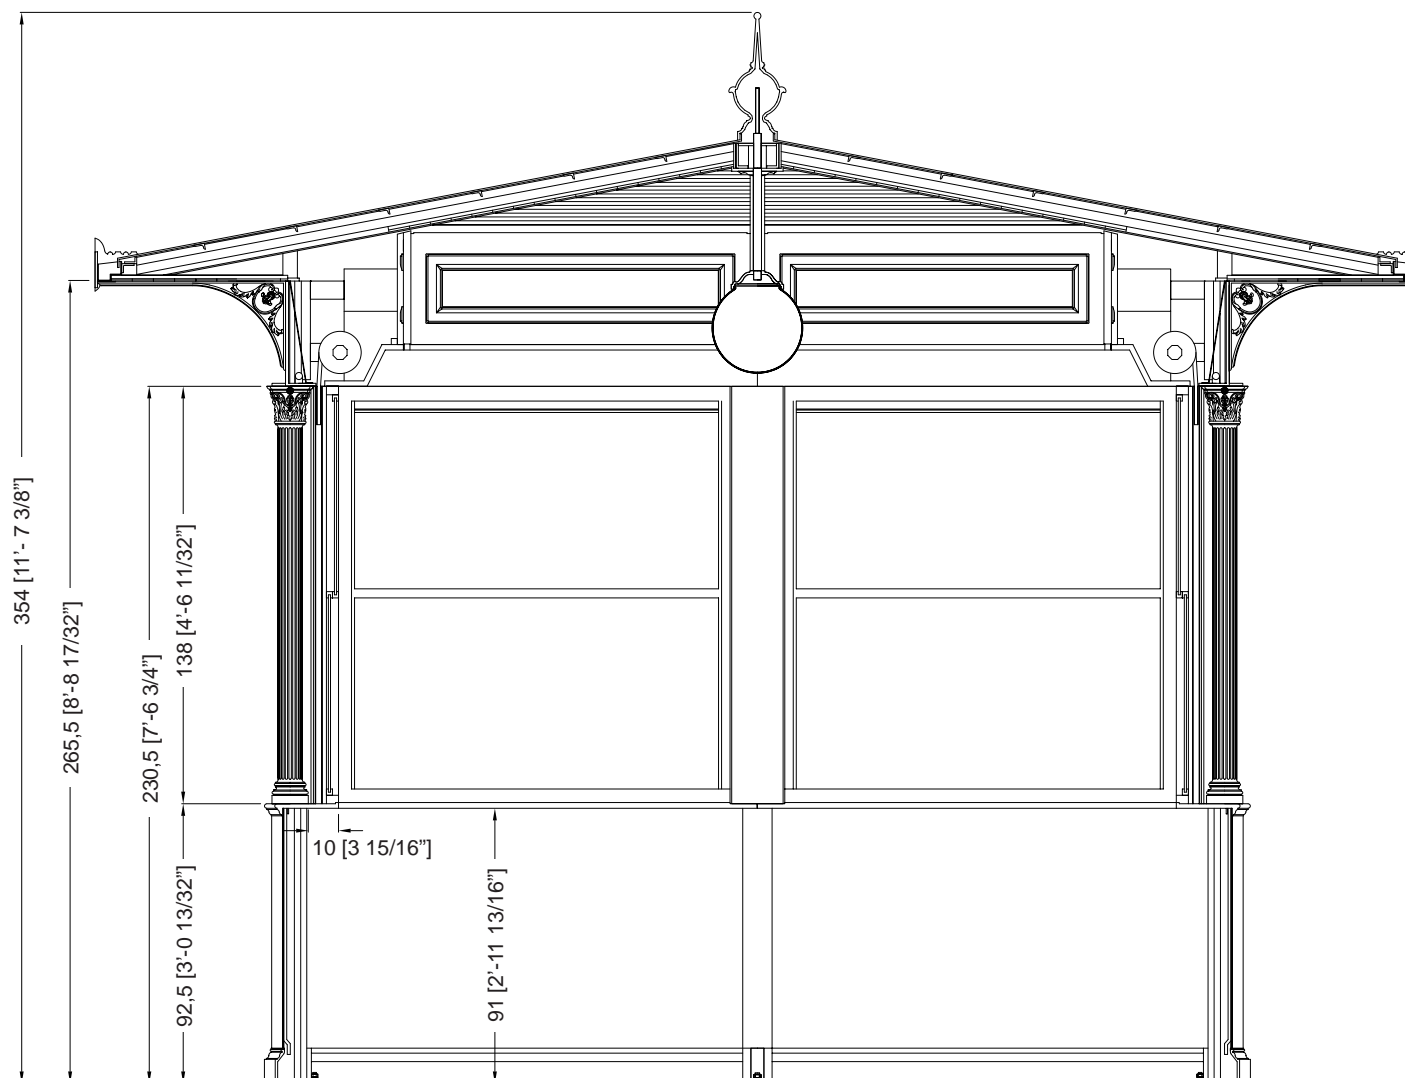 354 [11'- 7 3/8”]
265,5 [8’-8 17/32”]
230,5 [7’-6 3/4”]
138 [4’-6 11/32”]
92,5 [3’-0 13/32”]
10 [3 15/16”]
91 [2’-11 13/16”]